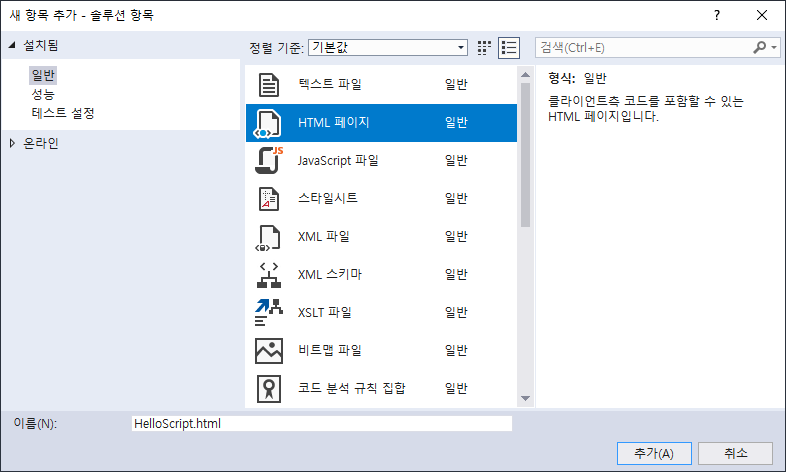 새 항목 추가 - 솔루션 항목
? ×
설치됨
일반
성능
테스트 설정
온라인
정렬 기준: 기본값
텍스트 파일 일반
HTML 페이지 일반
JS
JavaScript 파일 일반
스타일시트 일반
XML 파일 일반
XML 스키마 일반
XSLT 파일 일반
비트맵 파일 일반
코드 분석 규칙 집합 일반
검색(Ctrl+E)
형식: 일반
클라이언트측 코드를 포함할 수 있는
HTML 페이지입니다.
이름(N): HelloScript.html
추가(A) 취소